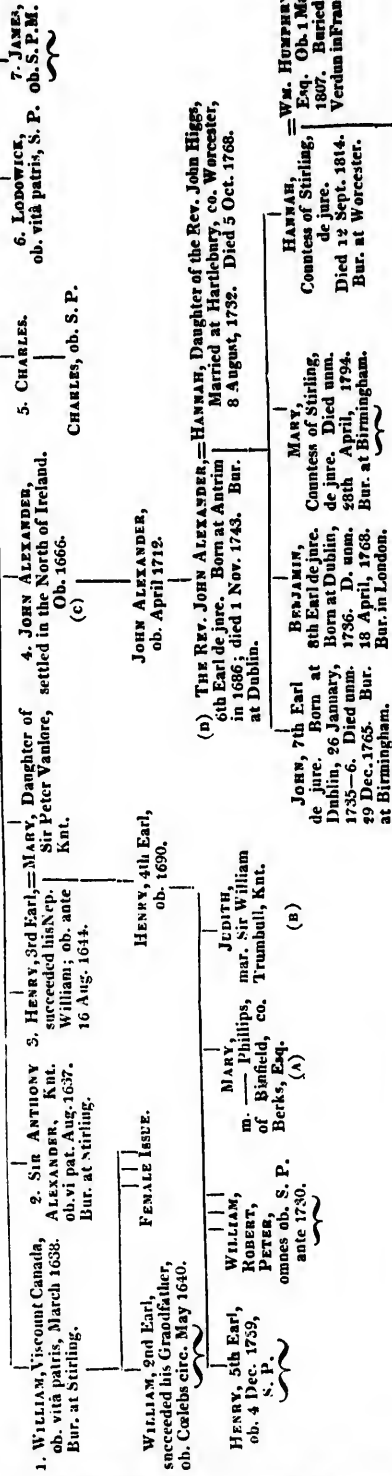 1. WILLIAM, Viscount Canada,
ob. vitâ patris, March 1638.
Bur. at Stirling.
2. SIR ANTHONY
ALEXANDER, Knt.
ob. vi pat. Aug. 1637.
Bur. at Stirling.
3. HENRY, 3rd Earl,
succeeded his Nep.
William; ob. ante
16 Aug. 1644.
=MARY, Daughter of
Sir Peter Vanlore,
Knt.
4. JOHN ALEXANDER,
settled in the North of Ireland.
Ob. 1666.
(C)
5. CHARLES.
6. LODOWICK,
ob. vitâ patris, S. P.
7. JAMES,
ob. S. P. M.
WILLIAM, 2nd Earl,
succeeded his Grandfather,
ob. Cœlebs circ. May 1640.
FEMALE ISSUE.
HENRY, 4th Earl,
ob. 1690.
JOHN ALEXANDER,
ob. April 1712.
CHARLES, ob. S. P.
HENRY, 5th Earl,
ob. 4 Dec. 1739,
S. P.
WILLIAM,
ROBERT,
PETER,
omnes ob. S. P.
ante 1730.
MARY,
m. —— Phillips,
of Binfield, co.
Berks, Esq.
(A)
JUDITH,
mar. Sir William
Trumbull, Knt.
(B)
(D) THE REV. JOHN ALEXANDER,
6th Earl de jure. Born at Antrim
in 1686; died 1 Nov. 1743. Bur.
at Dublin.
=HANNAH, Daughter of the Rev. John Higgs,
Married at Hartlebury, co. Worcester,
8 August, 1732. Died 5 Oct. 1768.
JOHN, 7th Earl
de jure. Born at
Dublin, 26 January,
1735—6. Died unm.
29 Dec. 1765. Bur.
at Birmingham.
BENJAMIN,
8th Earl de jure.
Born at Dublin,
1736. D. unm.
18 April, 1768.
Bur. in London.
MARY,
Countess of Stirling,
de jure. Died unm.
28th April, 1794.
Bur. at Birmingham.
HANNAH,
Countess of Stirling,
de jure.
Died 12 Sept. 1814.
Bur. at Worcester.
=WM. HUMPHRY
Esq. Ob. 1
1807. Buried
Verdun in Fran